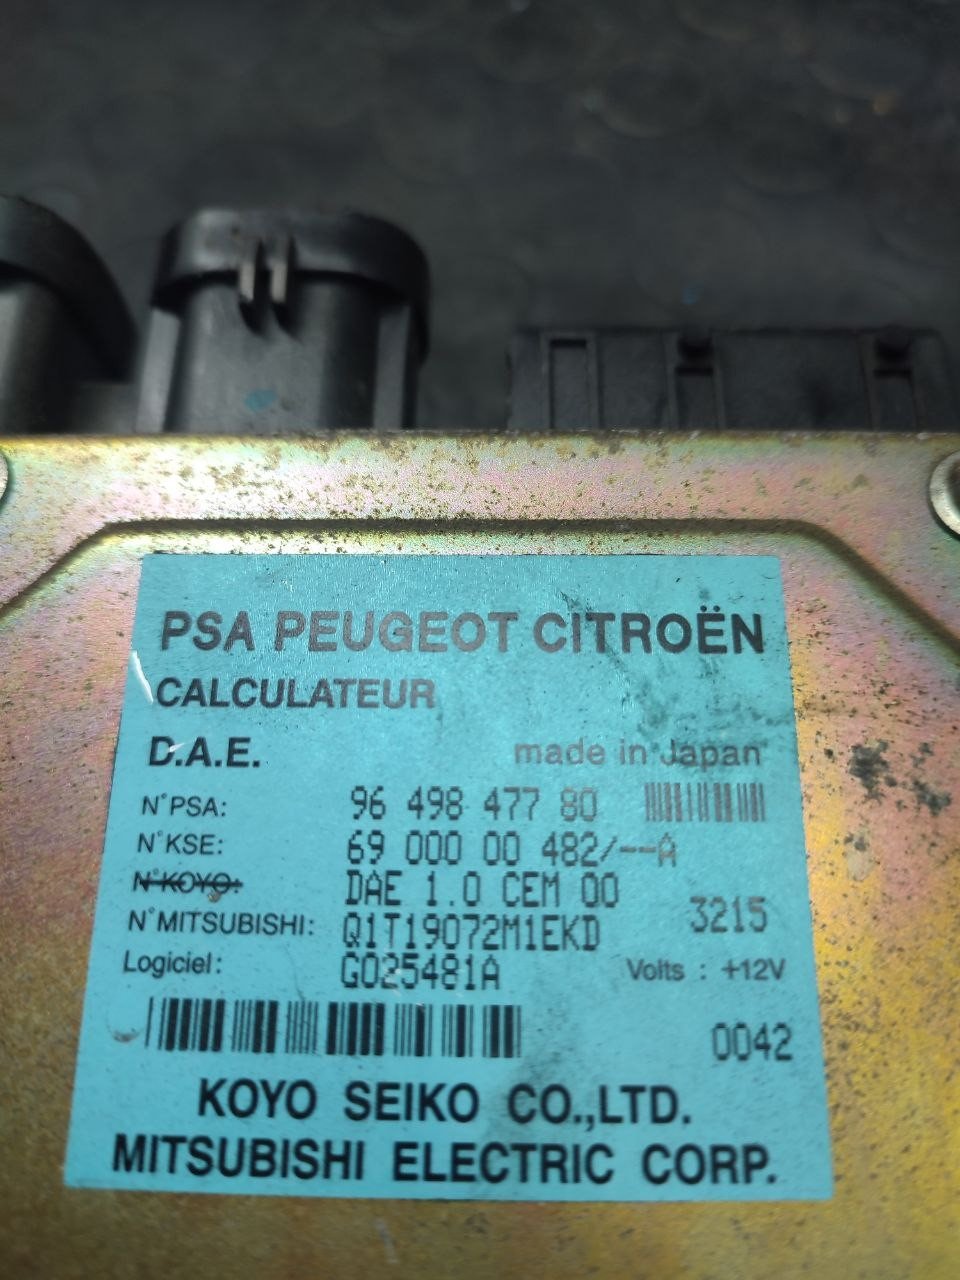 PSA PEUGEOT CITROËN
CALCULATEUR
D.A.E. made in Japan
N°PSA: 96 498 477 80
N°KSE: 69 000 00 482/--A
N°KOYO: DAE 1.0 CEM 00
3215
N°MITSUBISHI: Q1T19072M1EKD
Logiciel: G025481A Volts : +12V
0042
KOYO SEIKO CO.,LTD.
MITSUBISHI ELECTRIC CORP.